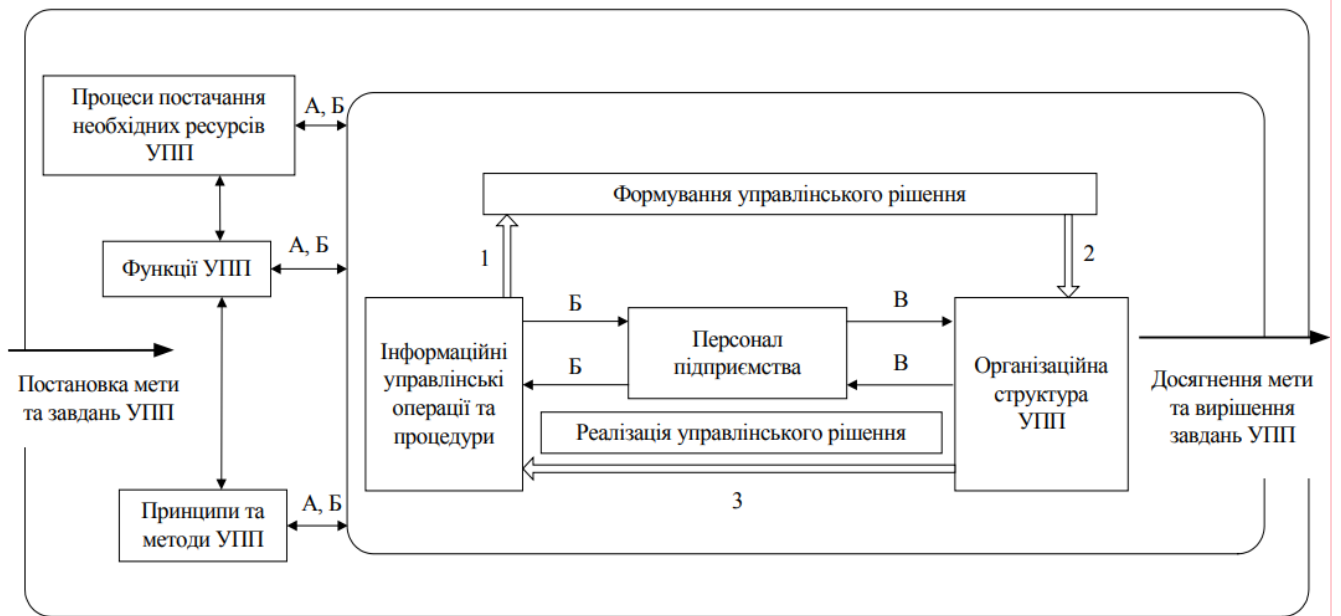 Процеси постачання
необхідних ресурсів
УПП
А, Б
Формування управлінського рішення
Функції УПП
А, Б
1
2
Б
В
Інформаційні
управлінські
операції та
процедури
Персонал
підприємства
Організаційна
структура
УПП
Б
В
Постановка мети
та завдань УПП
Досягнення мети
та вирішення
завдань УПП
Реалізація управлінського рішення
3
Принципи та
методи УПП
А, Б